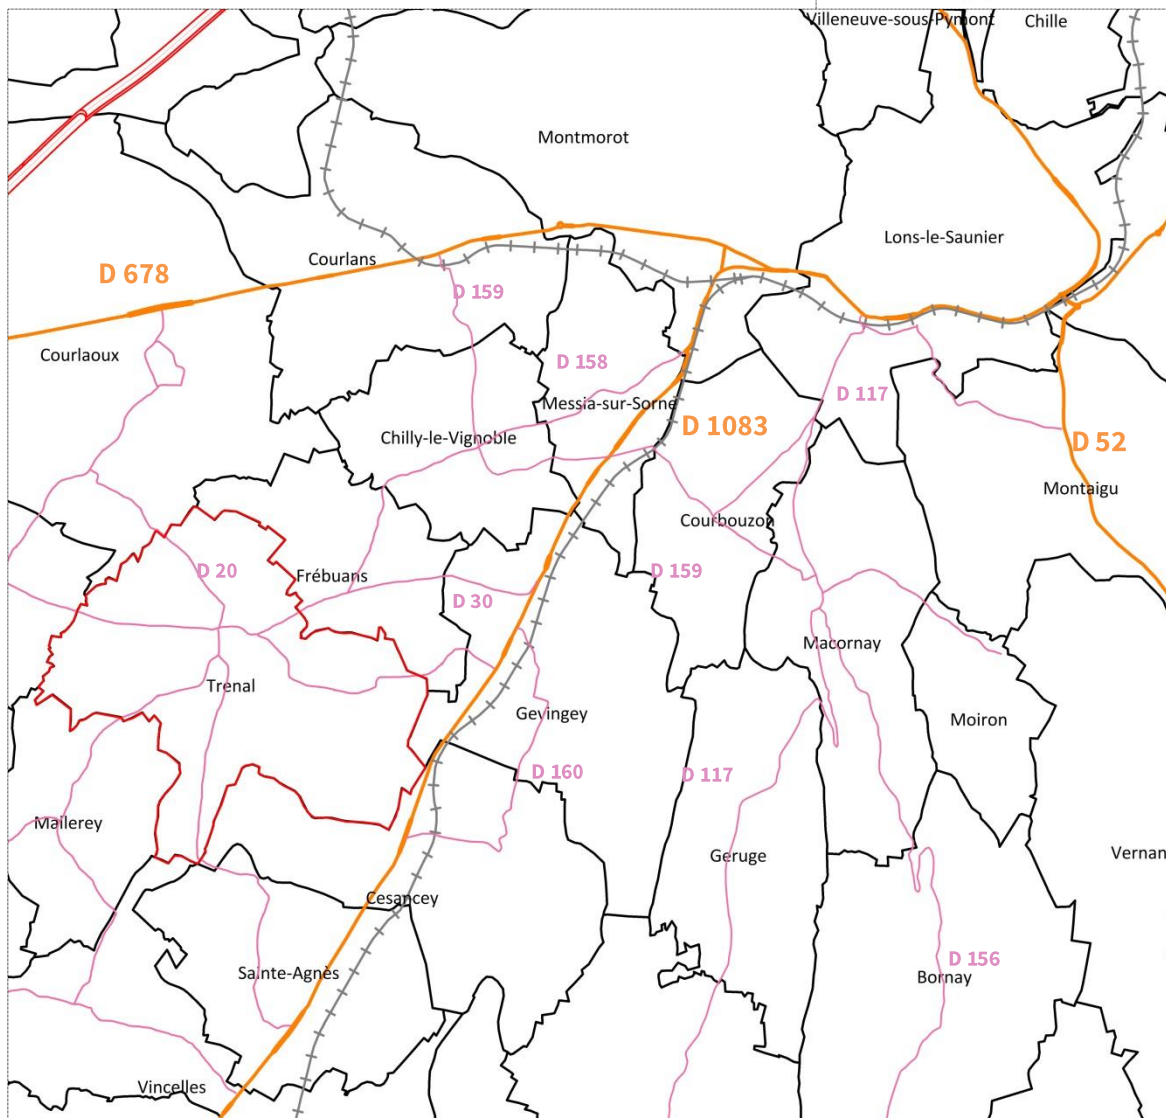 Villeneuve-sous-Pymont
Chille
Montmorot
Lons-le-Saunier
Courlans
D 678
D 159
Courlaoux
D 158
D 117
Messia-sur-Sorne
D 1083
Chilly-le-Vignoble
D 52
Montaigu
Courbouzon
D 20
Frébuans
D 159
D 30
Macornay
Trenal
Gevingey
Moiron
D 160
D 117
Mallerey
Geruge
Vernan
Cesancey
D 156
Sainte-Agnès
Bornay
Vincelles